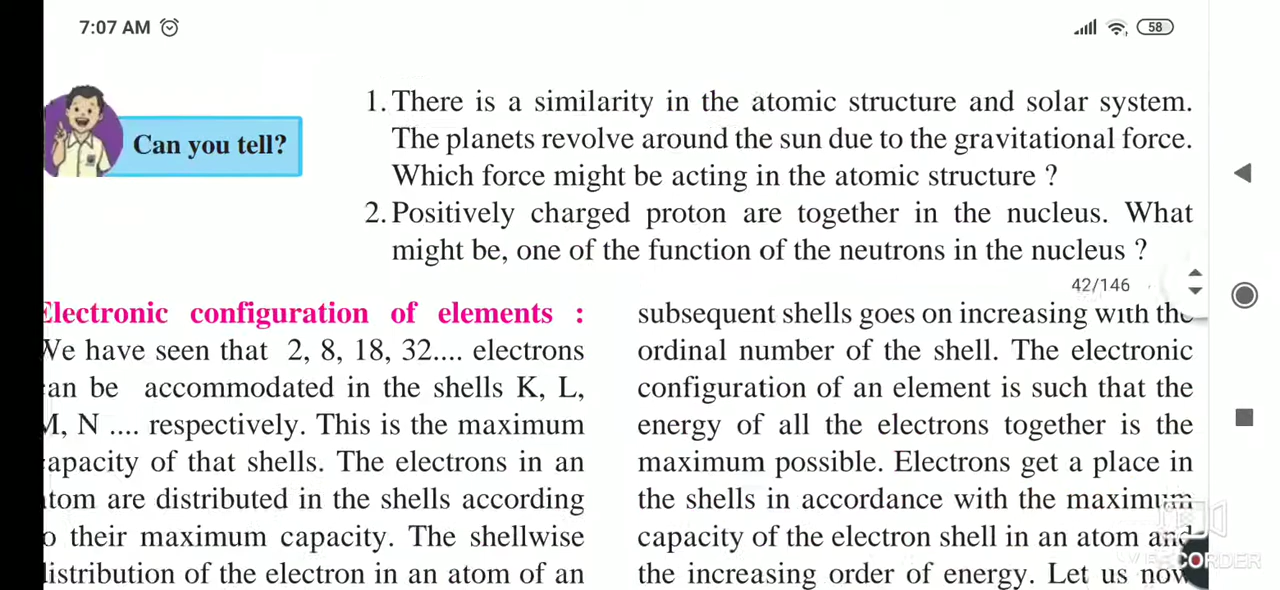 7:07 AM
58
Can you tell?
1. There is a similarity in the atomic structure and solar system.
The planets revolve around the sun due to the gravitational force.
Which force might be acting in the atomic structure ?
2. Positively charged proton are together in the nucleus. What
might be, one of the function of the neutrons in the nucleus ?
42/146
Electronic configuration of elements :
We have seen that 2, 8, 18, 32.... electrons
can be accommodated in the shells K, L,
M, N .... respectively. This is the maximum
capacity of that shells. The electrons in an
atom are distributed in the shells according
to their maximum capacity. The shellwise
distribution of the electron in an atom of an
subsequent shells goes on increasing with the
ordinal number of the shell. The electronic
configuration of an element is such that the
energy of all the electrons together is the
maximum possible. Electrons get a place in
the shells in accordance with the maximum
capacity of the electron shell in an atom and
the increasing order of energy. Let us now
RECORDER